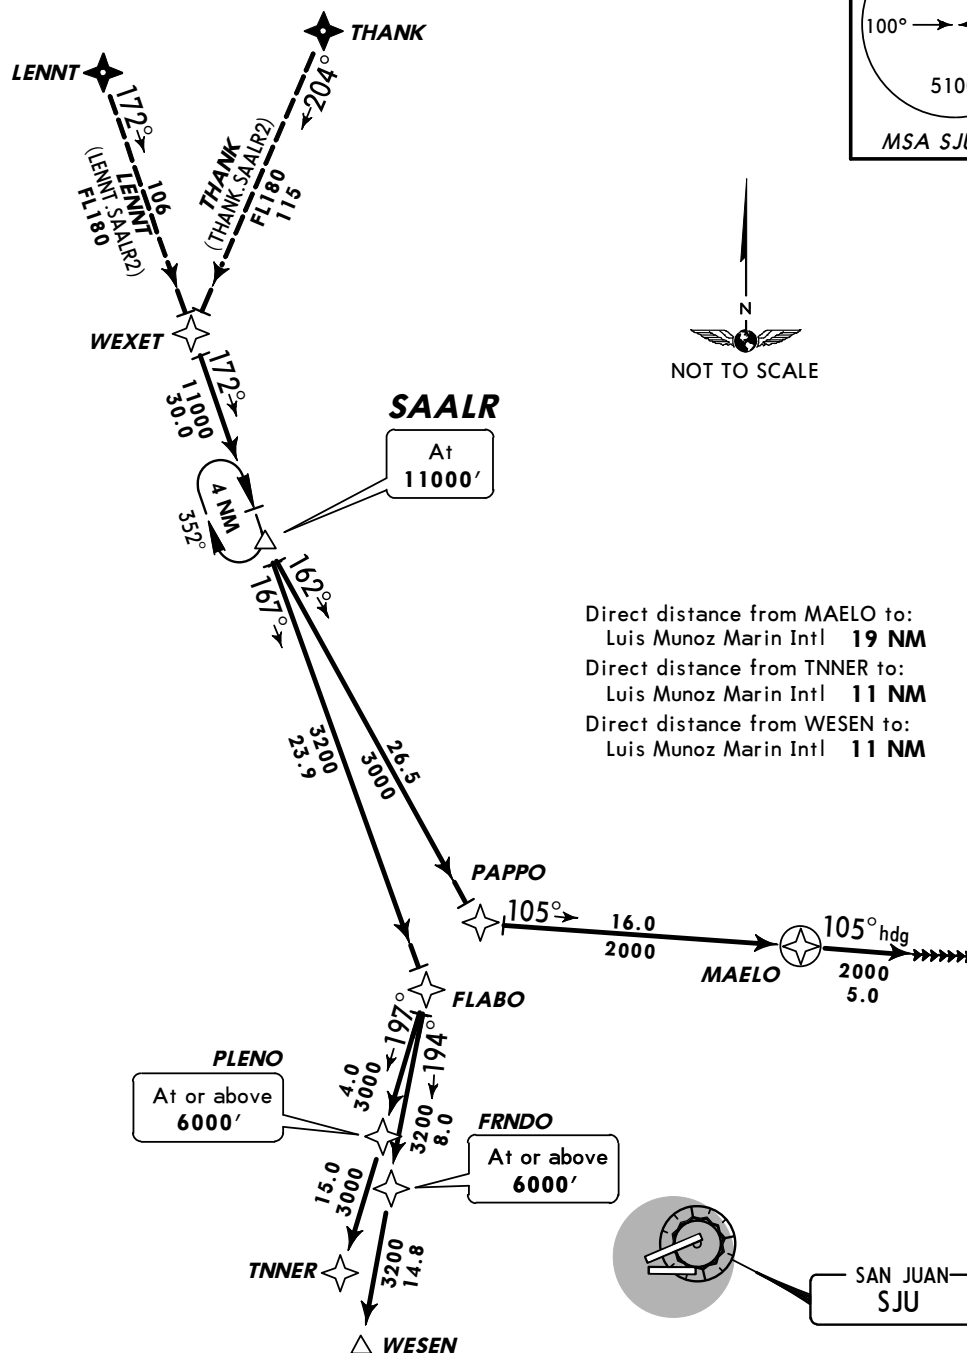 THANK
LENNT
172°
204°
106
LENNT
(LENNT.SAALR2)
FL180
THANK
(THANK.SAALR2)
FL180
115
100°
5100
MSA SJU
N
NOT TO SCALE
WEXET
172°
11000
30.0
SAALR
At
11000'
4 NM
352°
167°
162°
Direct distance from MAELO to:
Luis Munoz Marin Intl 19 NM
Direct distance from TNNER to:
Luis Munoz Marin Intl 11 NM
Direct distance from WESEN to:
Luis Munoz Marin Intl 11 NM
3200
23.9
26.5
3000
PAPPO
105°
16.0
2000
MAELO
105° hdg
2000
5.0
FLABO
197°
194°
PLENO
At or above
6000'
4.0
3000
3200
8.0
FRNDO
At or above
6000'
15.0
3000
3200
14.8
TNNER
WESEN
SAN JUAN
SJU